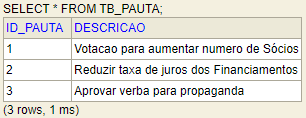 SELECT * FROM TB_PAUTA;
ID_PAUTA DESCRICAO
1 Votacao para aumentar numero de Sócios
2 Reduzir taxa de juros dos Financiamentos
3 Aprovar verba para propaganda
(3 rows, 1 ms)